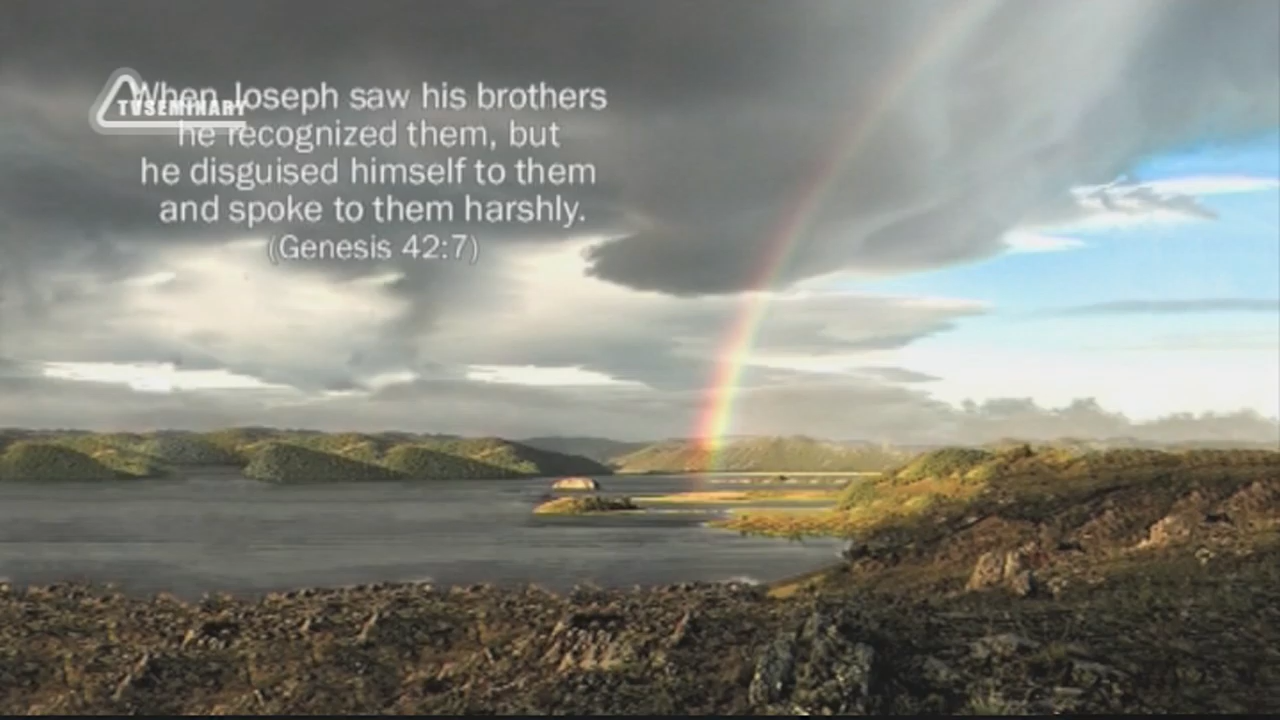 When Joseph saw his brothers
TVSEMINARY
he recognized them, but
he disguised himself to them
and spoke to them harshly.
(Genesis 42:7)